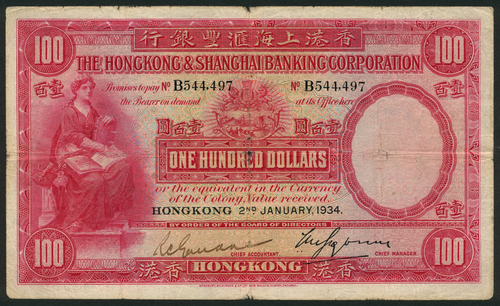 100 行銀豐滙海上港香 100
THE HONGKONG & SHANGHAI BANKING CORPORATION
Promises to pay Nº B544,497 Nº B544,497
壹百 the Bearer on demand at its Office here 壹百
圓百壹 圓百壹
ONE HUNDRED DOLLARS
or the equivalent in the Currency
of the Colony, Value received.
HONGKONG 2ND JANUARY, 1934.
BY ORDER OF THE BOARD OF DIRECTORS
CHIEF ACCOUNTANT CHIEF MANAGER
100 港香 HONGKONG 港香 100